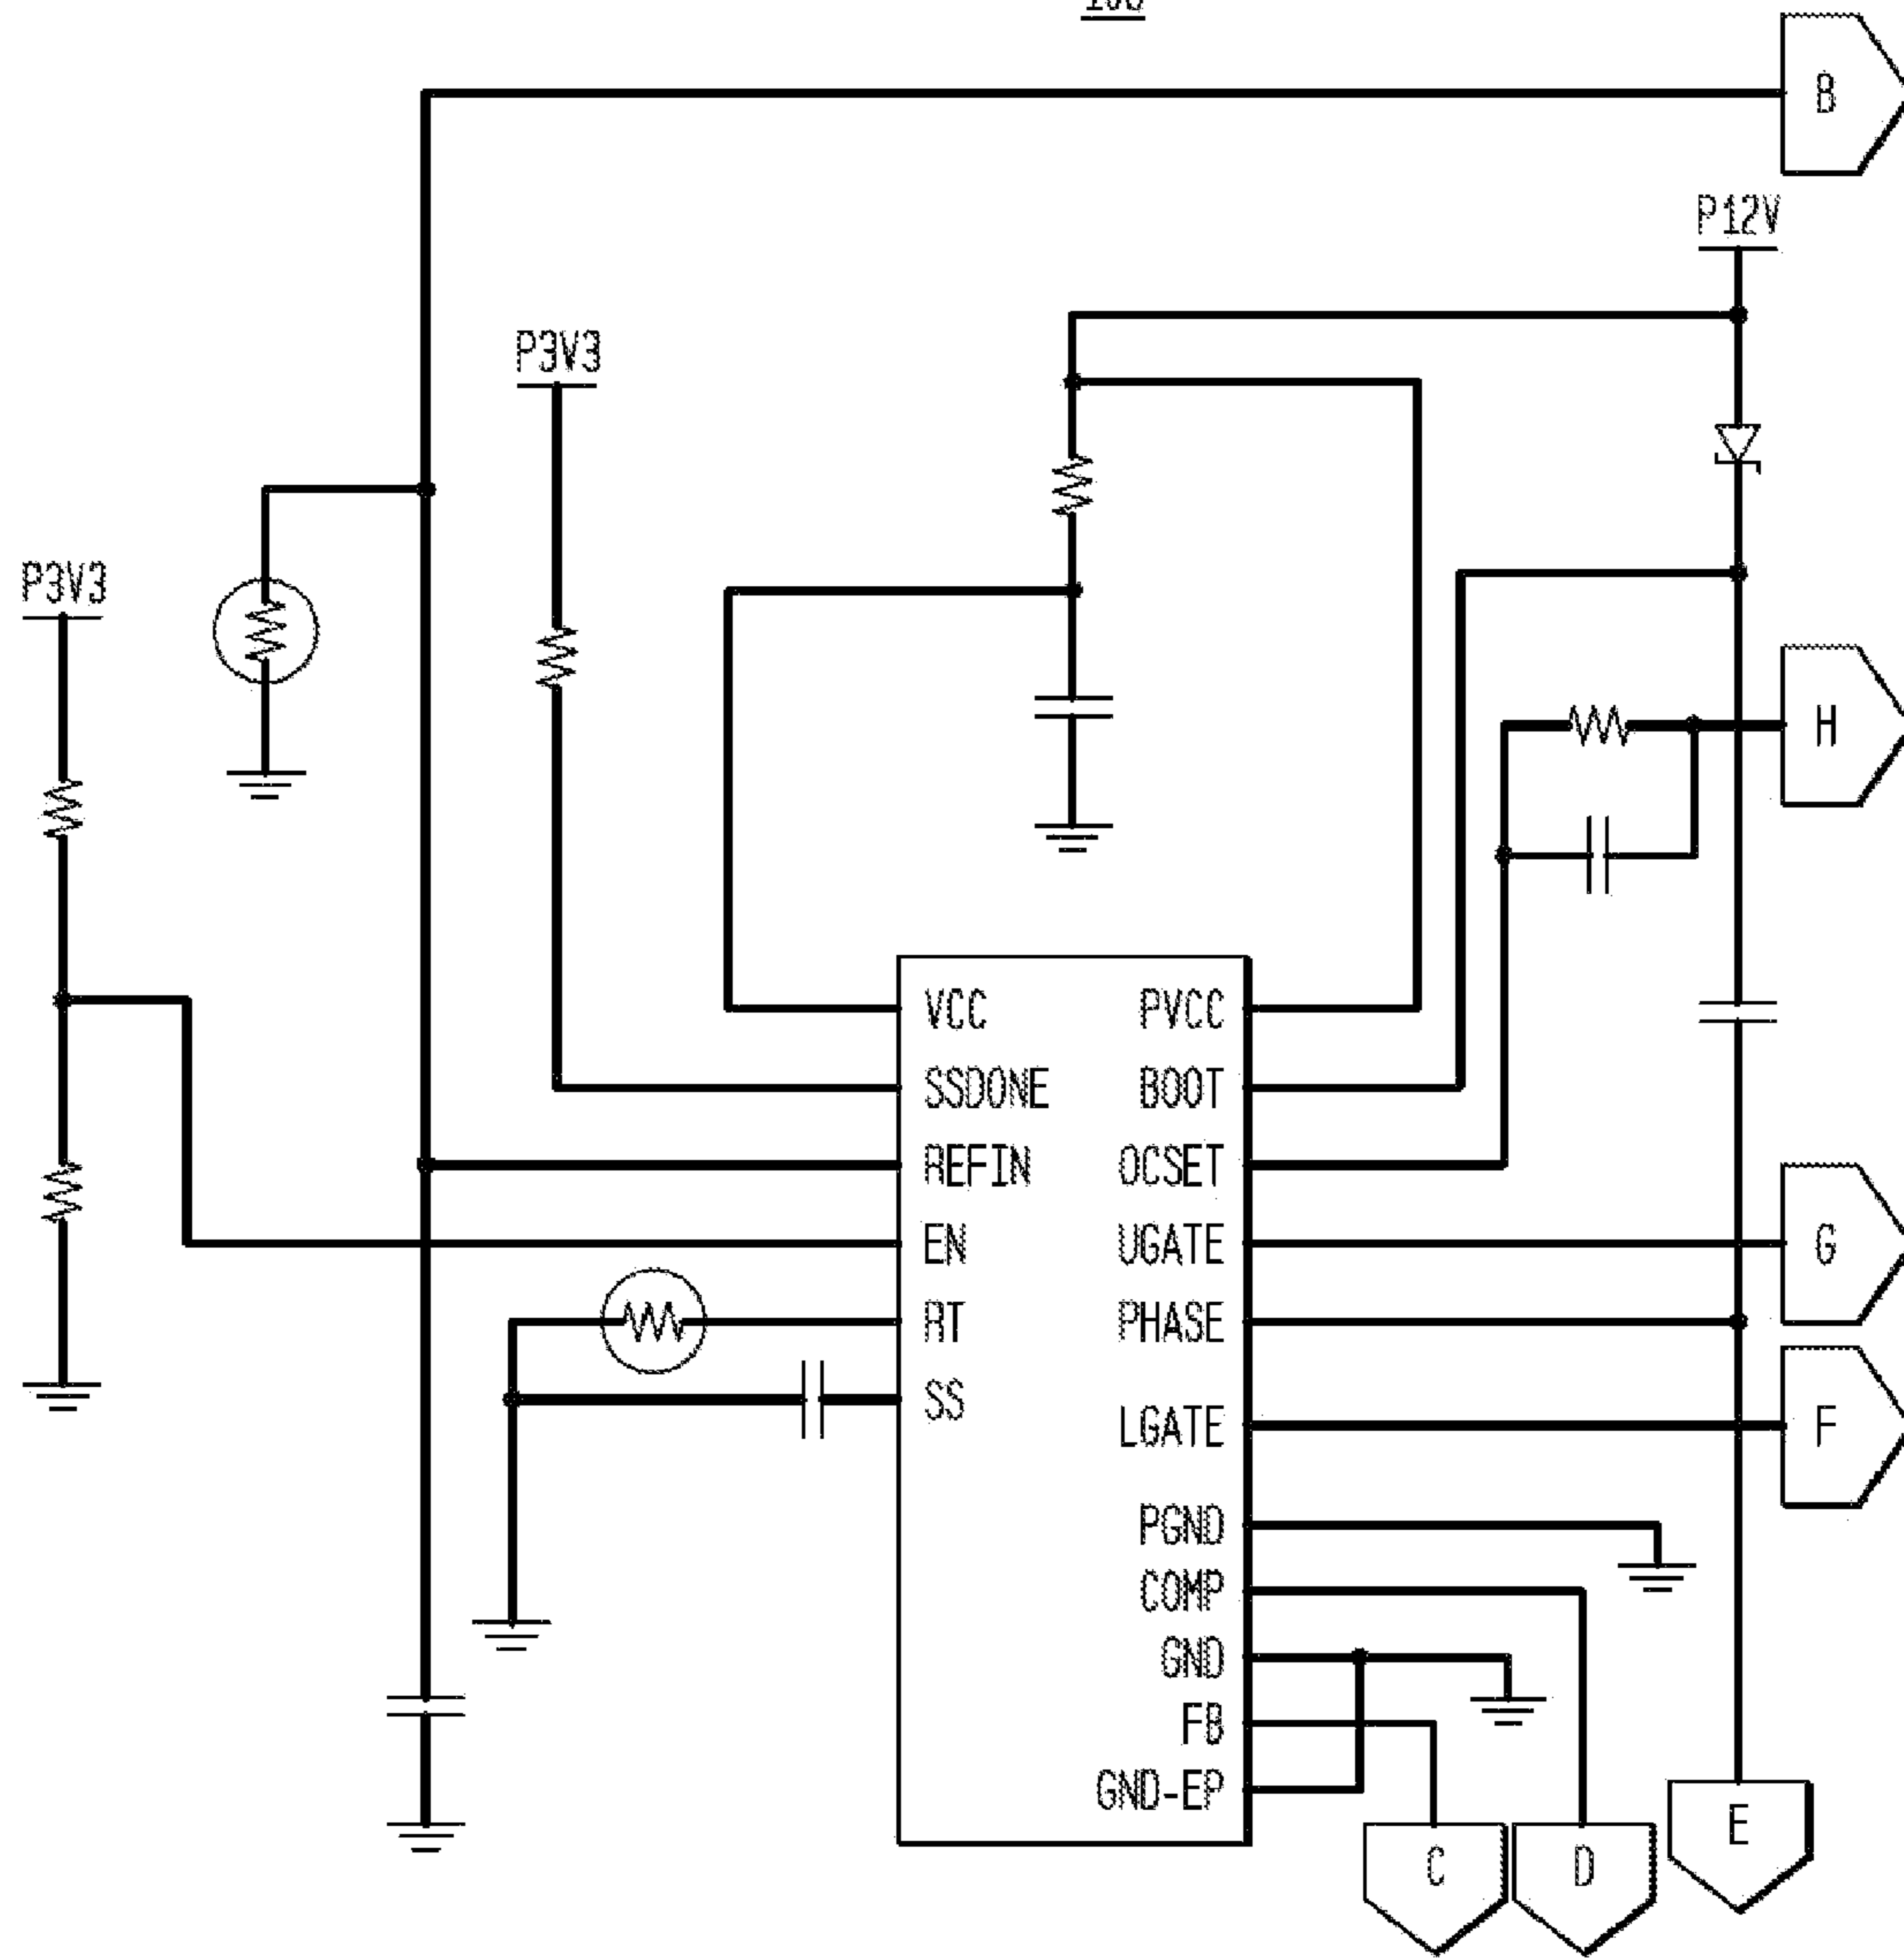 B
P12V
P3V3
P3V3
H
VCC PVCC
SSDONE BOOT
REFIN OCSET
EN UGATE G
RT PHASE
SS LGATE F
PGND
COMP
GND
FB
GND-EP
E
C D